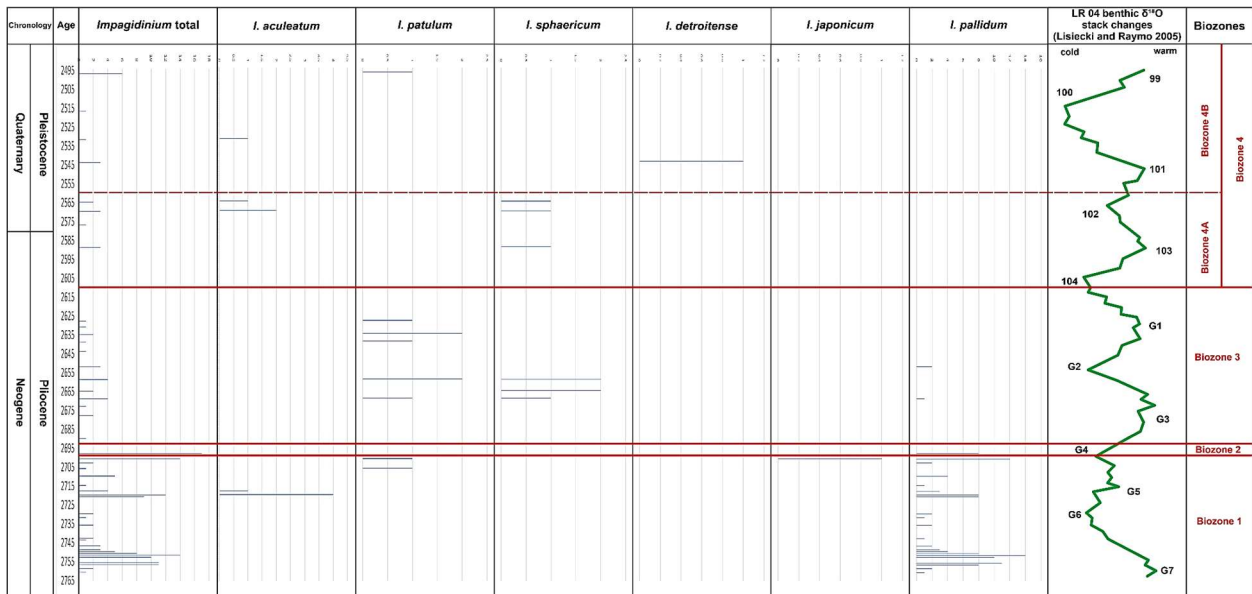 Chronology
Age
Impagidinium total
I. aculeatum
I. patulum
I. sphaericum
I. detroitense
I. japonicum
I. pallidum
LR 04 benthic δ¹⁸O
stack changes
(Lisiecki and Raymo 2005)
Biozones
cold
warm
Quaternary
Neogene
Pleistocene
Pliocene
2495
2505
2515
2525
2535
2545
2555
2565
2575
2585
2595
2605
2615
2625
2635
2645
2655
2665
2675
2685
2695
2705
2715
2725
2735
2745
2755
2765
99
100
101
102
103
104
G1
G2
G3
G4
G5
G6
G7
Biozone 4B
Biozone 4
Biozone 4A
Biozone 3
Biozone 2
Biozone 1